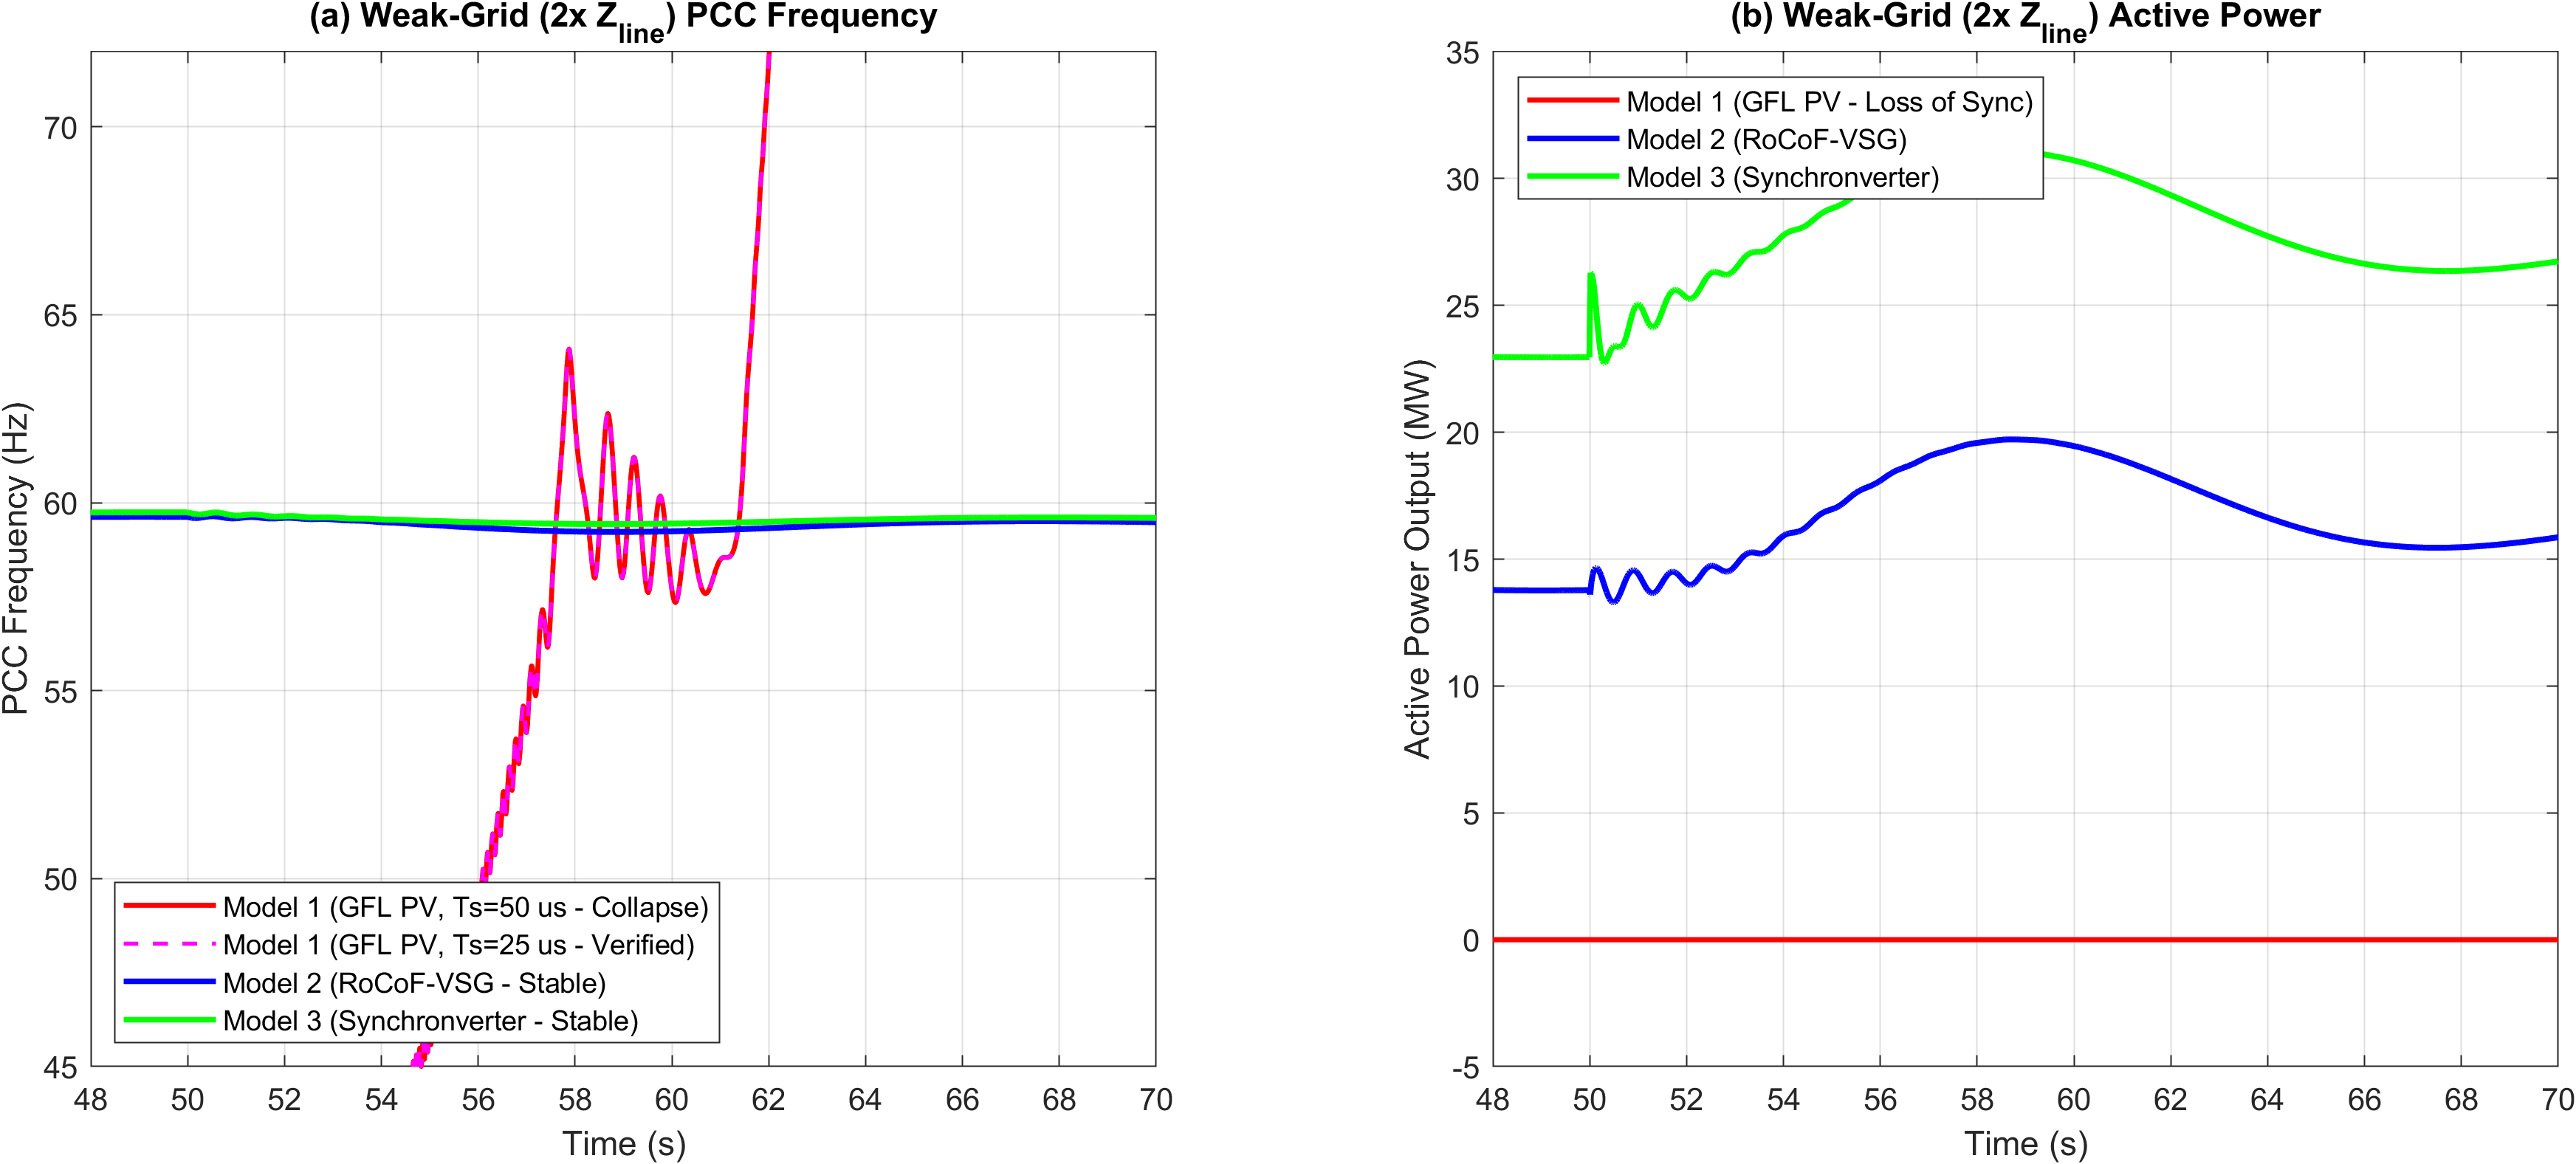 (a) Weak-Grid (2x Zline) PCC Frequency
PCC Frequency (Hz)
70
65
60
55
50
45
Model 1 (GFL PV, Ts=50 us - Collapse)
Model 1 (GFL PV, Ts=25 us - Verified)
Model 2 (RoCoF-VSG - Stable)
Model 3 (Synchronverter - Stable)
48 50 52 54 56 58 60 62 64 66 68 70
Time (s)
(b) Weak-Grid (2x Zline) Active Power
Active Power Output (MW)
35
30
25
20
15
10
5
0
-5
Model 1 (GFL PV - Loss of Sync)
Model 2 (RoCoF-VSG)
Model 3 (Synchronverter)
48 50 52 54 56 58 60 62 64 66 68 70
Time (s)